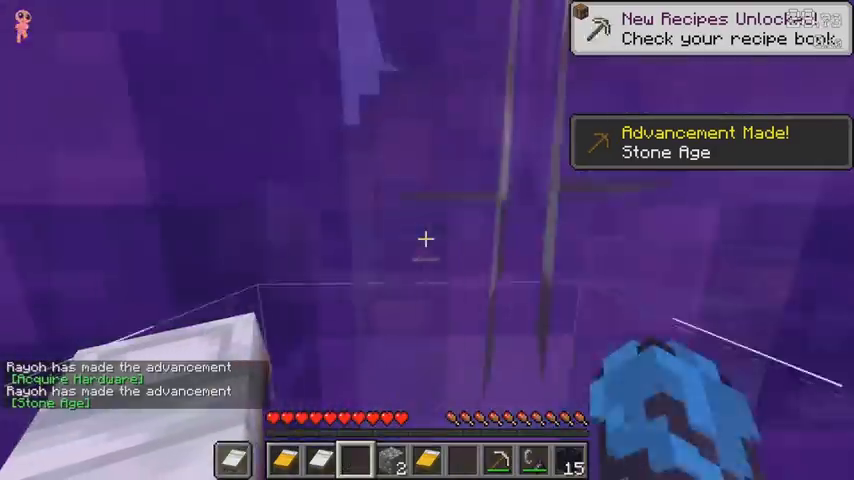 New Recipes Unlocked!
Check your recipe book
Advancement Made!
Stone Age
Rayoh has made the advancement
[Acquire Hardware]
Rayoh has made the advancement
[Stone Age]
2
15